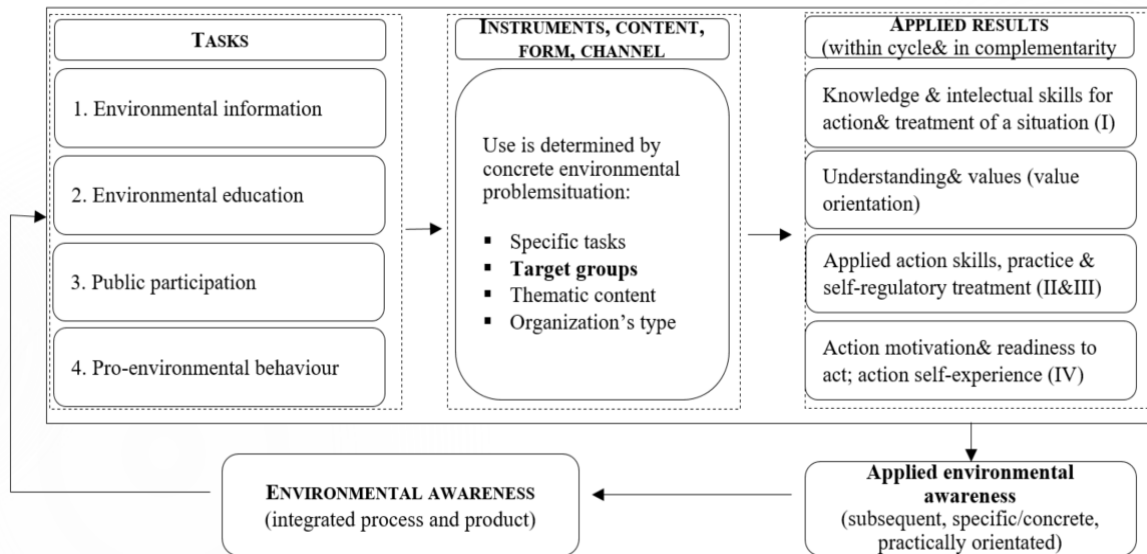 TASKS
1. Environmental information
2. Environmental education
3. Public participation
4. Pro-environmental behaviour
INSTRUMENTS, CONTENT,
FORM, CHANNEL
Use is determined by
concrete environmental
problemsituation:
▪ Specific tasks
▪ Target groups
▪ Thematic content
▪ Organization’s type
APPLIED RESULTS
(within cycle& in complementarity
Knowledge & intelectual skills for
action& treatment of a situation (I)
Understanding& values (value
orientation)
Applied action skills, practice &
self-regulatory treatment (II&III)
Action motivation& readiness to
act; action self-experience (IV)
Applied environmental
awareness
(subsequent, specific/concrete,
practically orientated)
ENVIRONMENTAL AWARENESS
(integrated process and product)